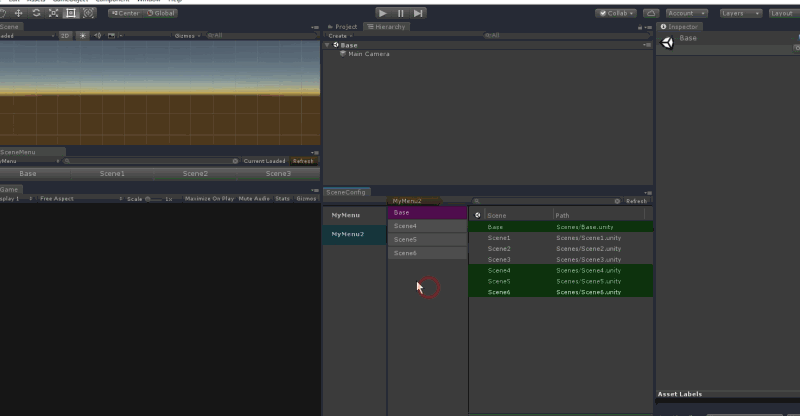 Center Global Collab Account Layers Layout
Scene Project Hierarchy Inspector
2D Gizmos All Create All
Base Base
Main Camera
SceneMenu
Current Loaded Refresh
Base Scene1 Scene2 Scene3
Game SceneConfig
Free Aspect Scale 1x Maximize On Play Mute Audio Stats Gizmos
MyMenu2 Refresh
MyMenu
MyMenu2
Base
Scene4
Scene5
Scene6
Scene Path
Base Scenes/Base.unity
Scene1 Scenes/Scene1.unity
Scene2 Scenes/Scene2.unity
Scene3 Scenes/Scene3.unity
Scene4 Scenes/Scene4.unity
Scene5 Scenes/Scene5.unity
Scene6 Scenes/Scene6.unity
Asset Labels